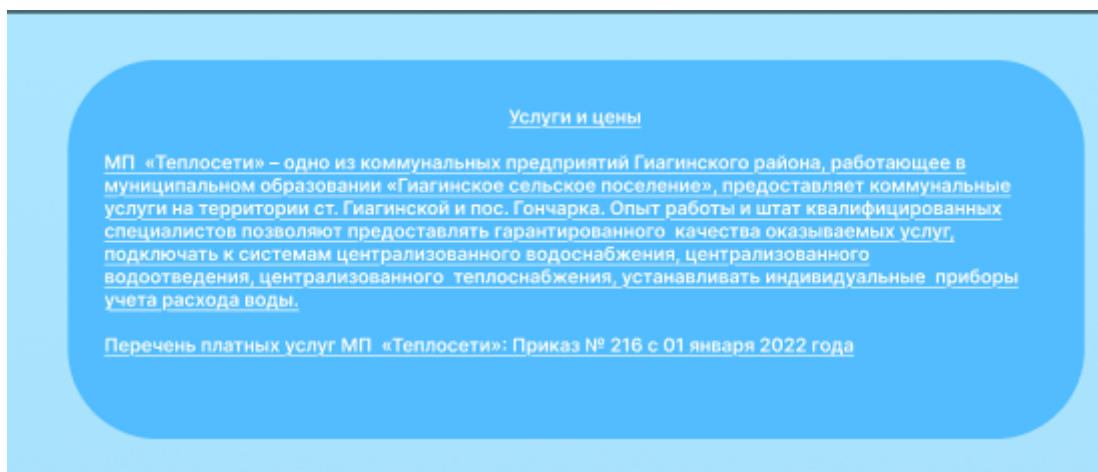 Услуги и цены
МП  «Теплосети» – одно из коммунальных предприятий Гиагинского района, работающее в
муниципальном образовании «Гиагинское сельское поселение», предоставляет коммунальные
услуги на территории ст. Гиагинской и пос. Гончарка. Опыт работы и штат квалифицированных
специалистов позволяют предоставлять гарантированного  качества оказываемых услуг,
подключать к системам централизованного водоснабжения, централизованного
водоотведения, централизованного  теплоснабжения, устанавливать индивидуальные  приборы
учета расхода воды.
Перечень платных услуг МП  «Теплосети»: Приказ № 216 с 01 января 2022 года